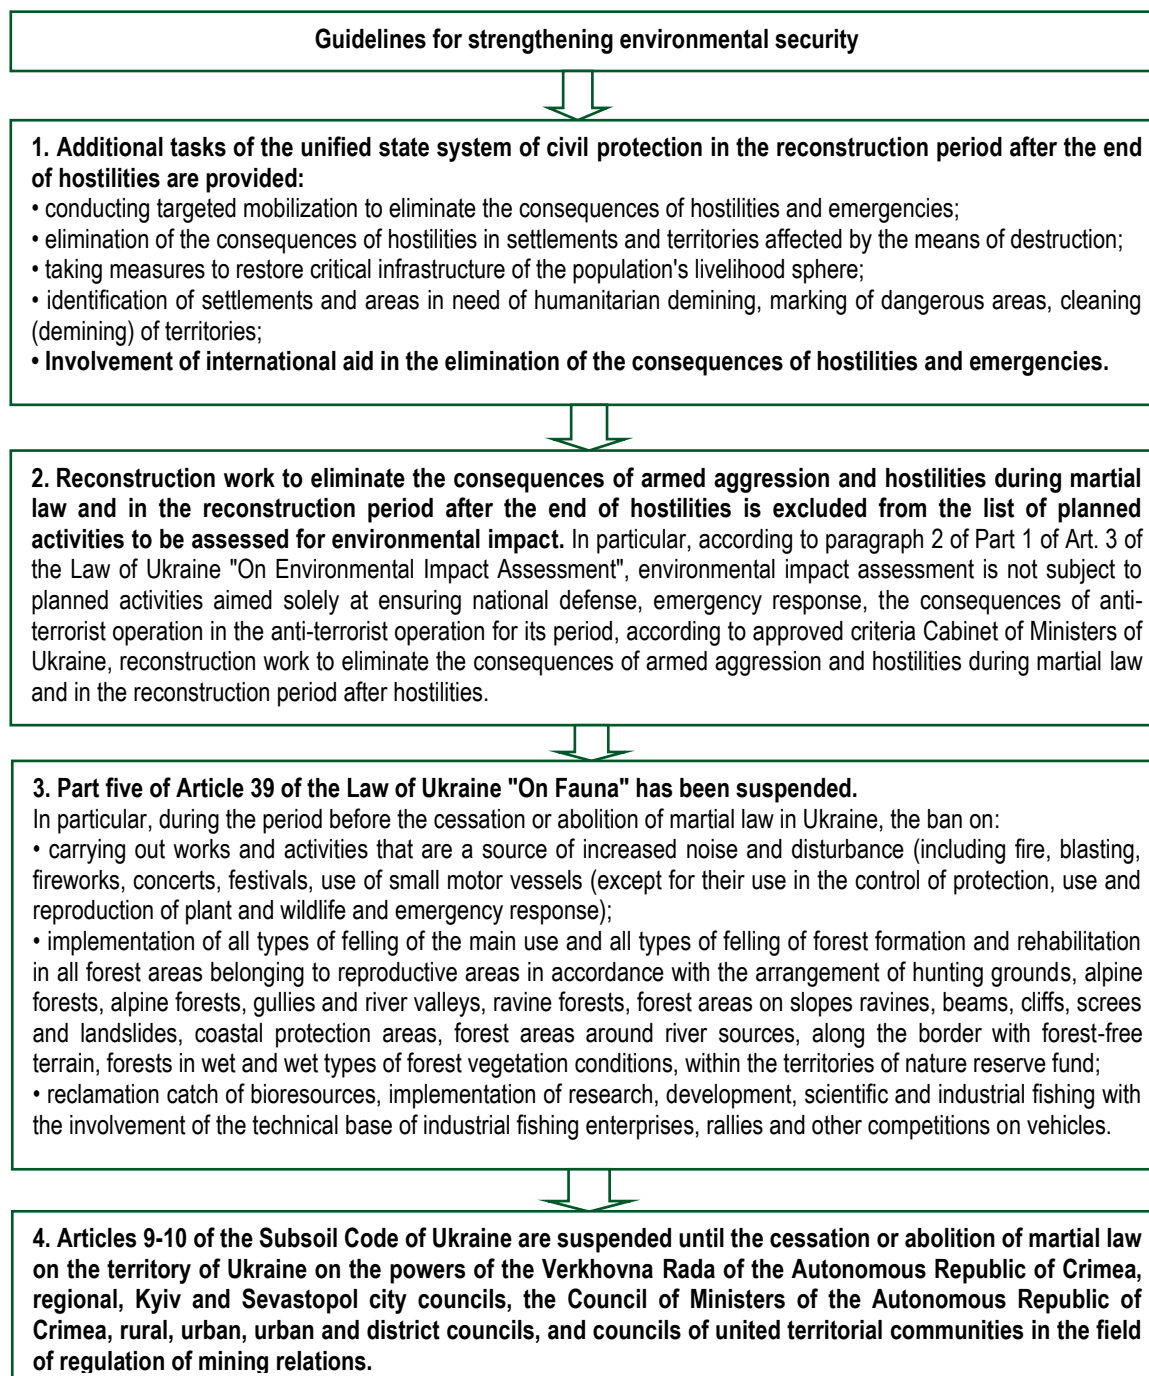 Guidelines for strengthening environmental security
1. Additional tasks of the unified state system of civil protection in the reconstruction period after the end
of hostilities are provided:
• conducting targeted mobilization to eliminate the consequences of hostilities and emergencies;
• elimination of the consequences of hostilities in settlements and territories affected by the means of destruction;
• taking measures to restore critical infrastructure of the population's livelihood sphere;
• identification of settlements and areas in need of humanitarian demining, marking of dangerous areas, cleaning
(demining) of territories;
• Involvement of international aid in the elimination of the consequences of hostilities and emergencies.
2. Reconstruction work to eliminate the consequences of armed aggression and hostilities during martial
law and in the reconstruction period after the end of hostilities is excluded from the list of planned
activities to be assessed for environmental impact. In particular, according to paragraph 2 of Part 1 of Art. 3 of
the Law of Ukraine "On Environmental Impact Assessment", environmental impact assessment is not subject to
planned activities aimed solely at ensuring national defense, emergency response, the consequences of anti-
terrorist operation in the anti-terrorist operation for its period, according to approved criteria Cabinet of Ministers of
Ukraine, reconstruction work to eliminate the consequences of armed aggression and hostilities during martial law
and in the reconstruction period after hostilities.
3. Part five of Article 39 of the Law of Ukraine "On Fauna" has been suspended.
In particular, during the period before the cessation or abolition of martial law in Ukraine, the ban on:
• carrying out works and activities that are a source of increased noise and disturbance (including fire, blasting,
fireworks, concerts, festivals, use of small motor vessels (except for their use in the control of protection, use and
reproduction of plant and wildlife and emergency response);
• implementation of all types of felling of the main use and all types of felling of forest formation and rehabilitation
in all forest areas belonging to reproductive areas in accordance with the arrangement of hunting grounds, alpine
forests, alpine forests, gullies and river valleys, ravine forests, forest areas on slopes ravines, beams, cliffs, screes
and landslides, coastal protection areas, forest areas around river sources, along the border with forest-free
terrain, forests in wet and wet types of forest vegetation conditions, within the territories of nature reserve fund;
• reclamation catch of bioresources, implementation of research, development, scientific and industrial fishing with
the involvement of the technical base of industrial fishing enterprises, rallies and other competitions on vehicles.
4. Articles 9-10 of the Subsoil Code of Ukraine are suspended until the cessation or abolition of martial law
on the territory of Ukraine on the powers of the Verkhovna Rada of the Autonomous Republic of Crimea,
regional, Kyiv and Sevastopol city councils, the Council of Ministers of the Autonomous Republic of
Crimea, rural, urban, urban and district councils, and councils of united territorial communities in the field
of regulation of mining relations.